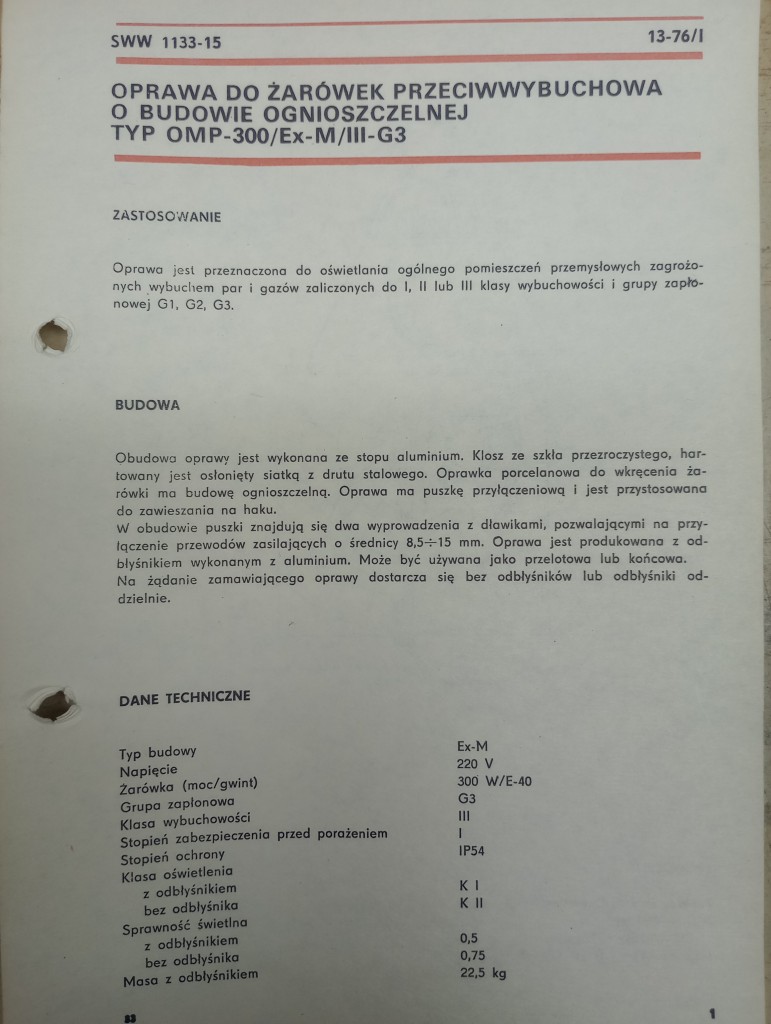 SWW 1133-15
13-76/I
OPRAWA DO ŻARÓWEK PRZECIWWYBUCHOWA
O BUDOWIE OGNIOSZCZELNEJ
TYP OMP-300/Ex-M/III-G3
ZASTOSOWANIE
Oprawa jest przeznaczona do oświetlania ogólnego pomieszczeń przemysłowych zagrożo-
nych wybuchem par i gazów zaliczonych do I, II lub III klasy wybuchowości i grupy zapło-
nowej G1, G2, G3.
BUDOWA
Obudowa oprawy jest wykonana ze stopu aluminium. Klosz ze szkła przezroczystego, har-
towany jest osłonięty siatką z drutu stalowego. Oprawka porcelanowa do wkręcenia ża-
rówki ma budowę ognioszczelną. Oprawa ma puszkę przyłączeniową i jest przystosowana
do zawieszania na haku.
W obudowie puszki znajdują się dwa wyprowadzenia z dławikami, pozwalającymi na przy-
łączenie przewodów zasilających o średnicy 8,5÷15 mm. Oprawa jest produkowana z od-
błyśnikiem wykonanym z aluminium. Może być używana jako przelotowa lub końcowa.
Na żądanie zamawiającego oprawy dostarcza się bez odbłyśników lub odbłyśniki od-
dzielnie.
DANE TECHNICZNE
Typ budowy Ex-M
Napięcie 220 V
Żarówka (moc/gwint) 300 W/E-40
Grupa zapłonowa G3
Klasa wybuchowości III
Stopień zabezpieczenia przed porażeniem I
Stopień ochrony IP54
Klasa oświetlenia
z odbłyśnikiem K I
bez odbłyśnika K II
Sprawność świetlna
z odbłyśnikiem 0,5
bez odbłyśnika 0,75
Masa z odbłyśnikiem 22,5 kg
1